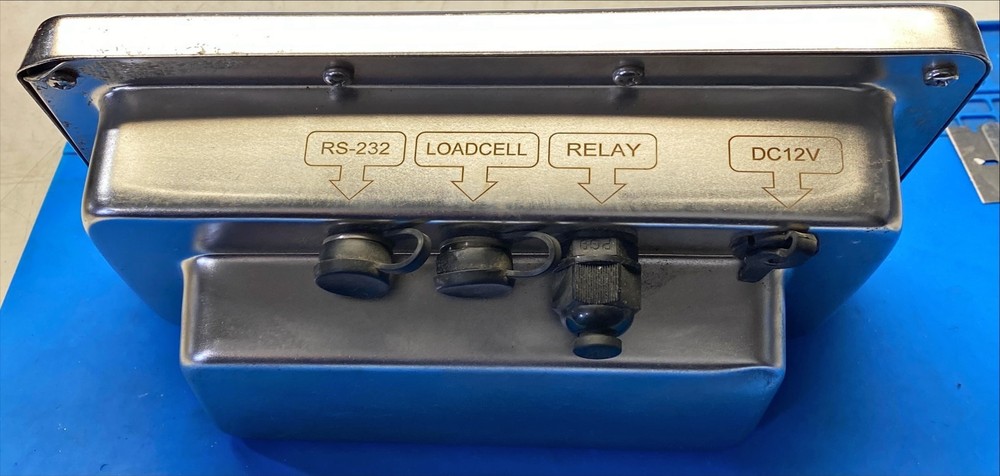 RS-232
LOADCELL
RELAY
DC12V